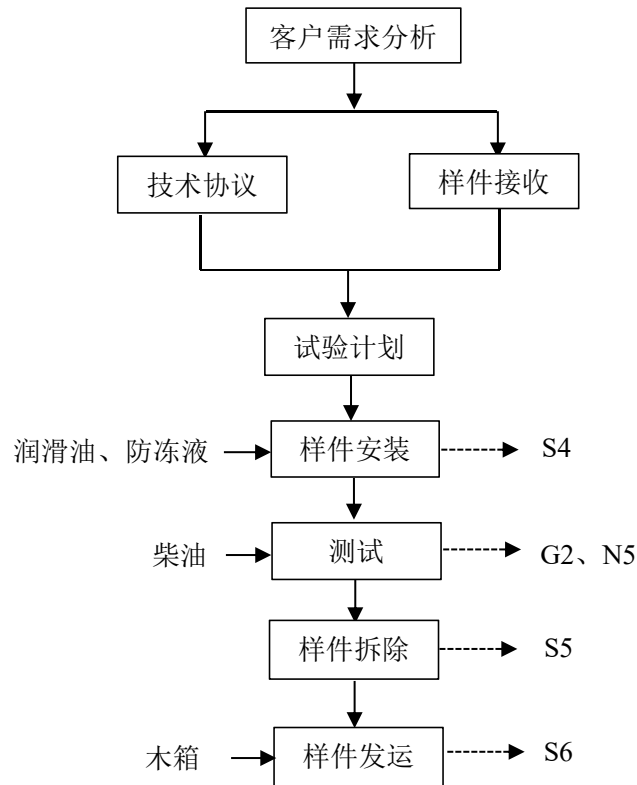 客户需求分析
技术协议
样件接收
试验计划
润滑油、防冻液
样件安装
S4
柴油
测试
G2、N5
样件拆除
S5
木箱
样件发运
S6